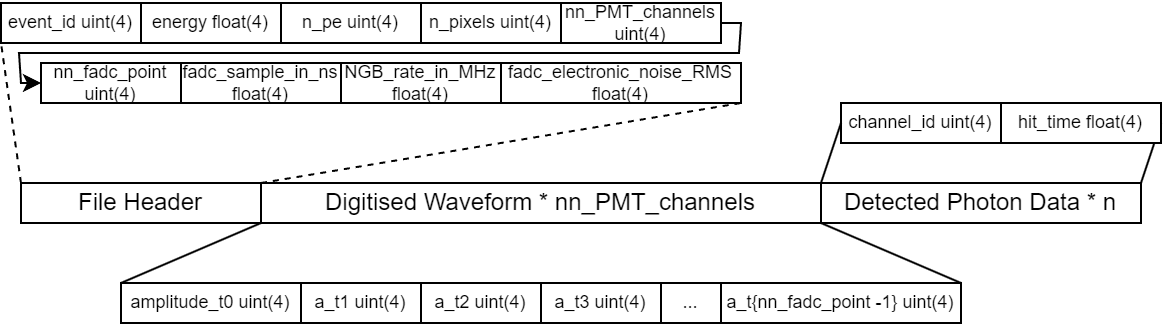 event_id uint(4) energy float(4) n_pe uint(4) n_pixels uint(4) nn_PMT_channels
uint(4)
nn_fadc_point fadc_sample_in_ns NGB_rate_in_MHz fadc_electronic_noise_RMS
uint(4) float(4) float(4) float(4)
channel_id uint(4) hit_time float(4)
File Header Digitised Waveform * nn_PMT_channels Detected Photon Data * n
amplitude_t0 uint(4) a_t1 uint(4) a_t2 uint(4) a_t3 uint(4) ... a_t{nn_fadc_point -1} uint(4)